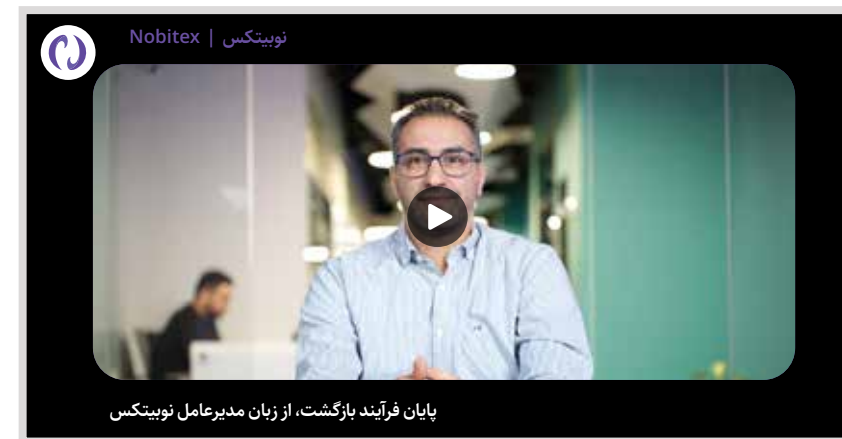 نوبیتکس | Nobitex
پایان فرآیند بازگشت، از زبان مدیرعامل نوبیتکس